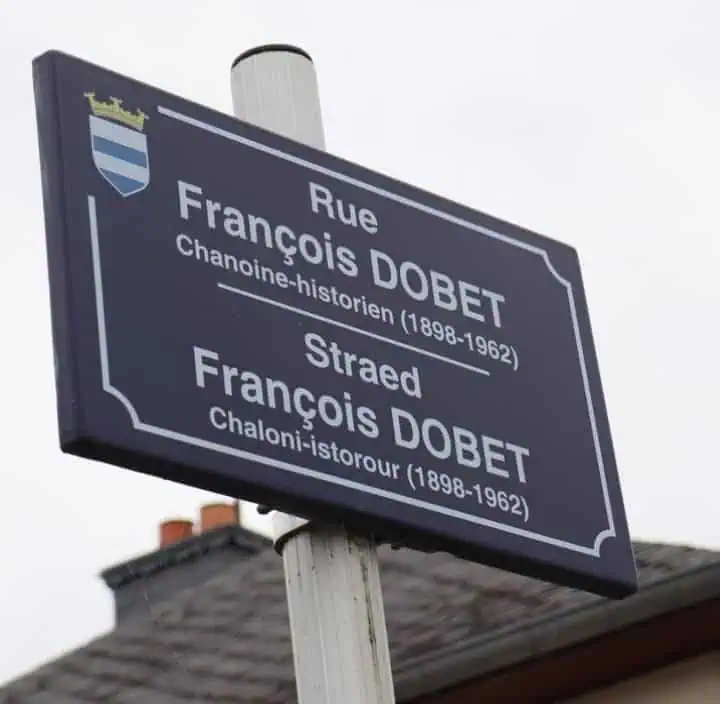 Rue
François DOBET
Chanoine-historien (1898-1962)
Straed
François DOBET
Chaloni-istorour (1898-1962)